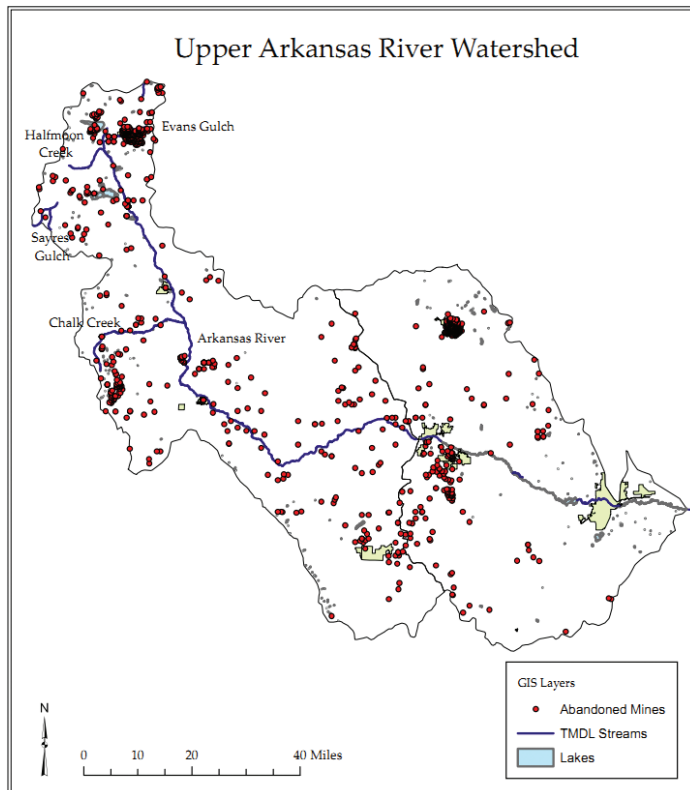 Upper Arkansas River Watershed
Evans Gulch
Halfmoon
Creek
Sayres
Gulch
Chalk Creek
Arkansas River
GIS Layers
Abandoned Mines
TMDL Streams
Lakes
N
0 10 20 40 Miles